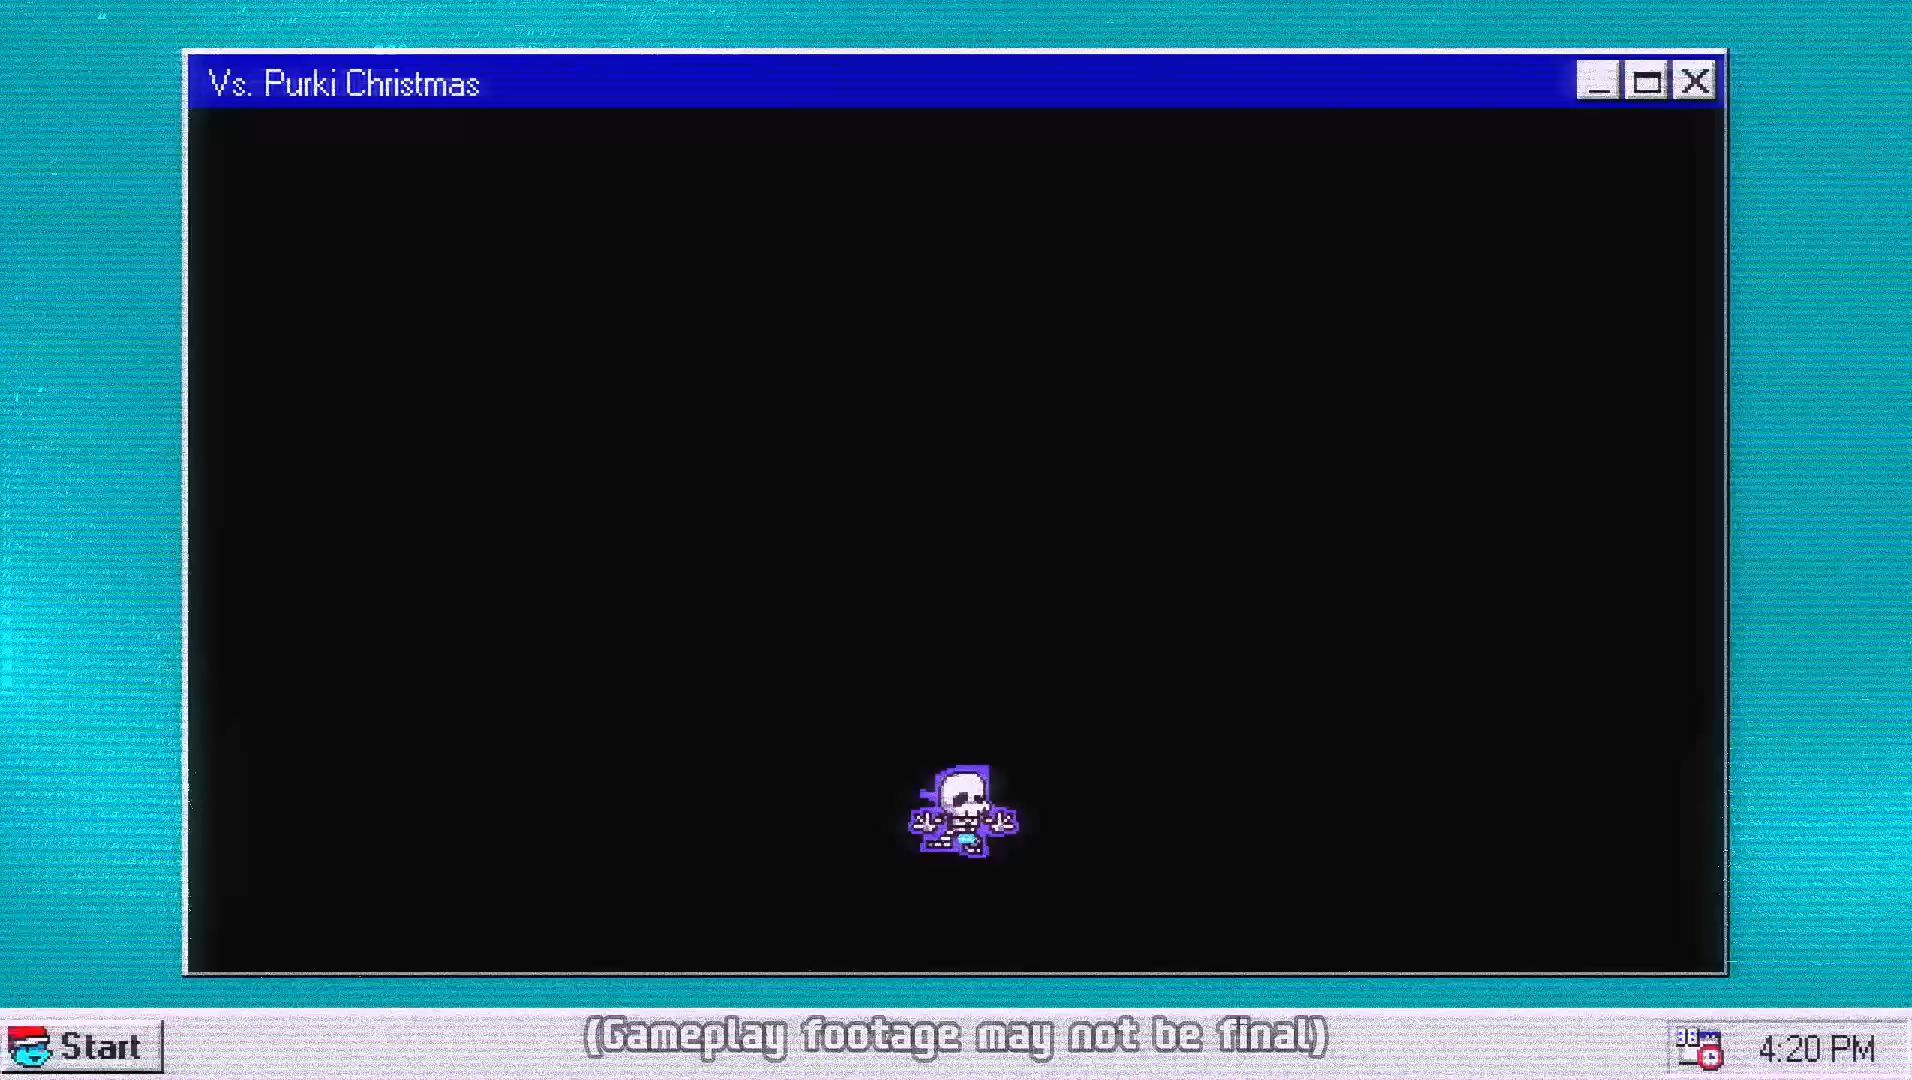 Vs. Purki Christmas
(Gameplay footage may not be final)
Start
4:20 PM